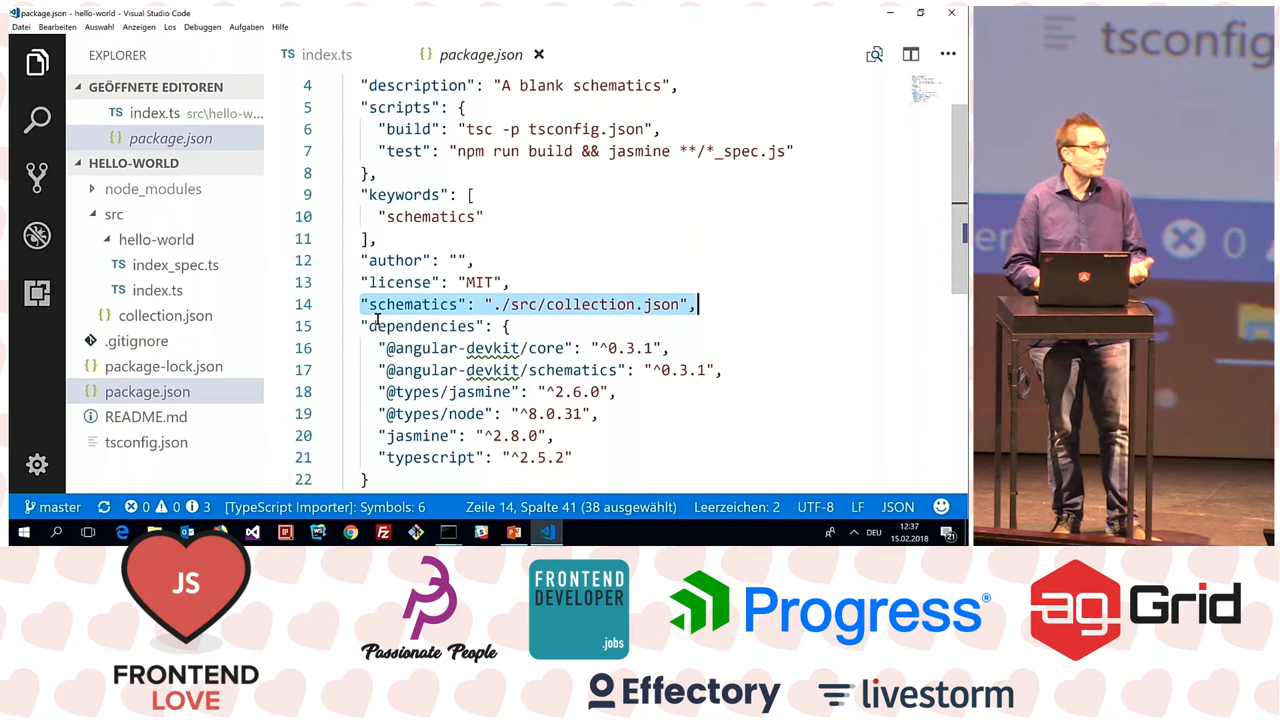 package.json - hello-world - Visual Studio Code
Datei Bearbeiten Auswahl Anzeigen Los Debuggen Aufgaben Hilfe
EXPLORER
TS index.ts
{ } package.json
GEÖFFNETE EDITOREN
TS index.ts src\hello-w...
{ } package.json
HELLO-WORLD
node_modules
src
hello-world
TS index_spec.ts
TS index.ts
{ } collection.json
.gitignore
{ } package-lock.json
{ } package.json
README.md
tsconfig.json
4 "description": "A blank schematics",
5 "scripts": {
6 "build": "tsc -p tsconfig.json",
7 "test": "npm run build && jasmine **/*_spec.js"
8 },
9 "keywords": [
10 "schematics"
11 ],
12 "author": "",
13 "license": "MIT",
14 "schematics": "./src/collection.json",
15 "dependencies": {
16 "@angular-devkit/core": "^0.3.1",
17 "@angular-devkit/schematics": "^0.3.1",
18 "@types/jasmine": "^2.6.0",
19 "@types/node": "^8.0.31",
20 "jasmine": "^2.8.0",
21 "typescript": "^2.5.2"
22 }
master 0 0 3 [TypeScript Importer]: Symbols: 6 Zeile 14, Spalte 41 (38 ausgewählt) Leerzeichen: 2 UTF-8 LF JSON
DEU
12:37
15.02.2018
21
tsconfig
0
JS
FRONTEND
LOVE
Passionate People
FRONTEND
DEVELOPER
.jobs
Progress®
ag Grid
Effectory
livestorm